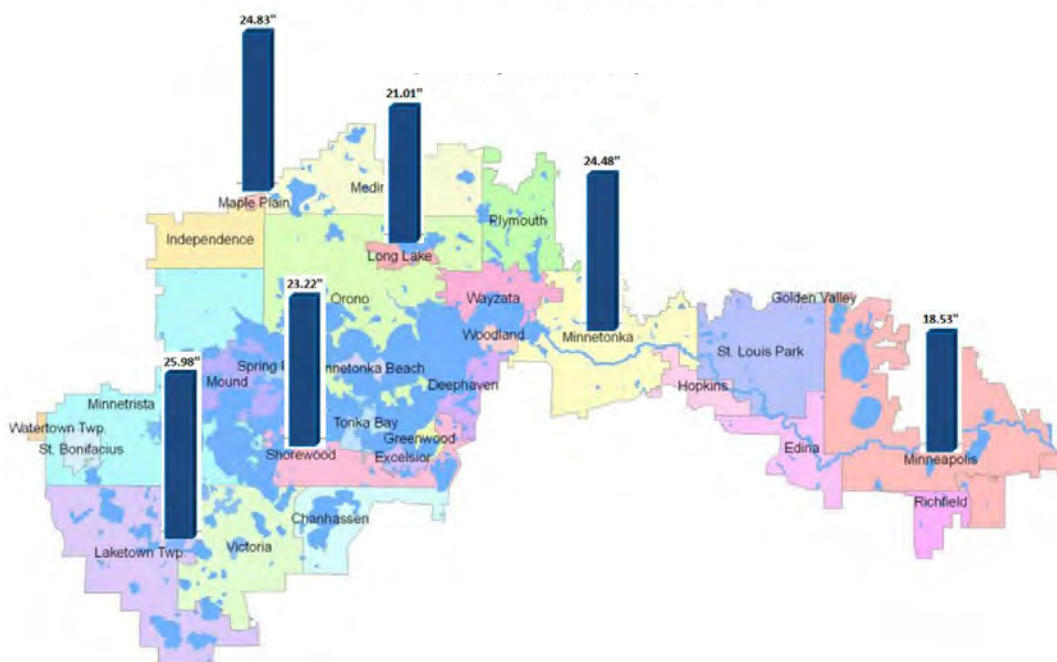 24.83"
21.01"
24.48"
Maple Plain
Plymouth
Independence
Long Lake
23.22"
Orono
Wayzata
Golden Valley
18.53"
Woodland
Minnetonka
St. Louis Park
25.98"
Mound
Spring
Beach
Deephaven
Hopkins
Minnetrista
Watertown Twp.
Tonka Bay
Greenwood
St. Bonifacius
Shorewood
Excelsior
Edina
Minneapolis
Richfield
Chanhassen
Laketown Twp.
Victoria